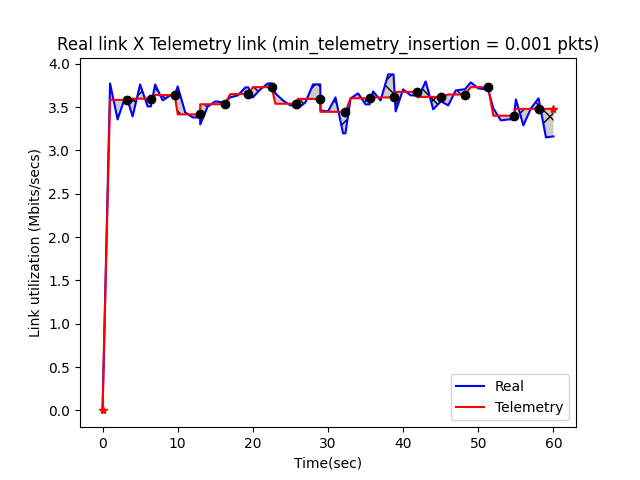 Real link X Telemetry link (min_telemetry_insertion = 0.001 pkts)
Link utilization (Mbits/secs)
4.0
3.5
3.0
2.5
2.0
1.5
1.0
0.5
0.0
Real
Telemetry
0 10 20 30 40 50 60
Time(sec)